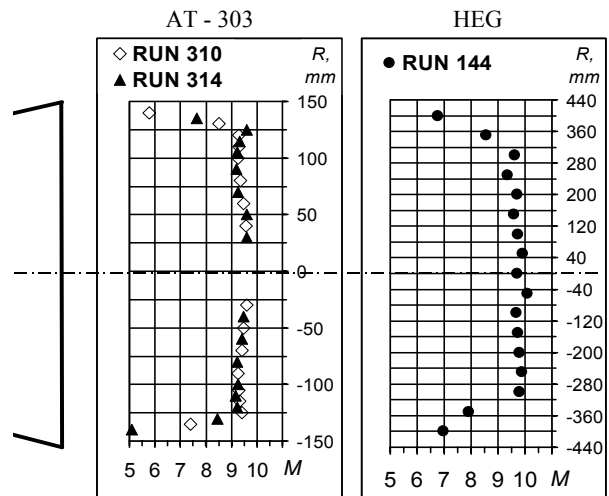 AT - 303
HEG
◇ RUN 310
▲ RUN 314
R,
mm
150
100
50
0
-50
-100
-150
5 6 7 8 9 10 M
● RUN 144
R,
mm
440
360
280
200
120
40
-40
-120
-200
-280
-360
-440
5 6 7 8 9 10 M